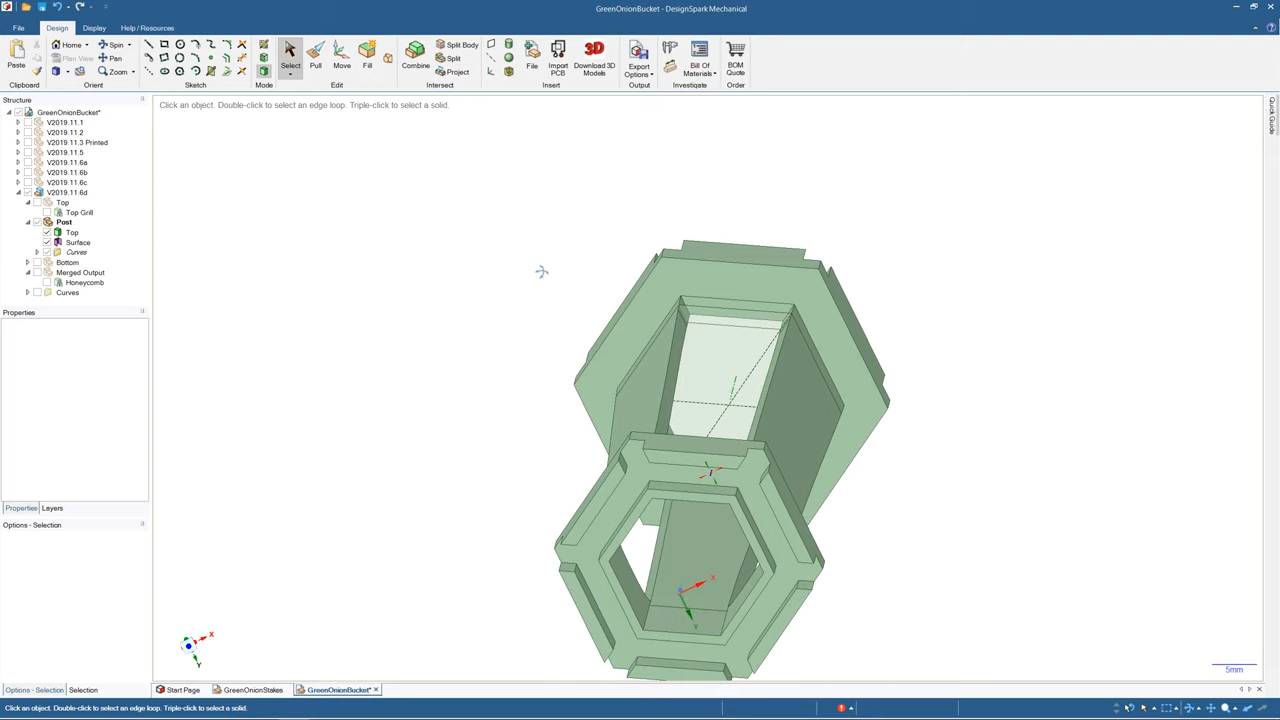 GreenOnionBucket - DesignSpark Mechanical
File
Design
Display
Help / Resources
Paste
Clipboard
Home
Spin
Plan View
Pan
Zoom
Orient
Sketch
Mode
Select
Pull
Move
Fill
Edit
Combine
Split Body
Split
Project
Intersect
File
Import PCB
Download 3D Models
Insert
Export Options
Output
Bill Of Materials
Investigate
BOM Quote
Order
Structure
GreenOnionBucket*
V2019.11.1
V2019.11.2
V2019.11.3 Printed
V2019.11.5
V2019.11.6a
V2019.11.6b
V2019.11.6c
V2019.11.6d
Top
Top Grill
Post
Top
Surface
Curves
Bottom
Merged Output
Honeycomb
Curves
Click an object. Double-click to select an edge loop. Triple-click to select a solid.
Quick Guide
Properties
Properties
Layers
Options - Selection
X
Y
X
Y
5mm
Options - Selection
Selection
Start Page
GreenOnionStakes
GreenOnionBucket*
Click an object. Double-click to select an edge loop. Triple-click to select a solid.